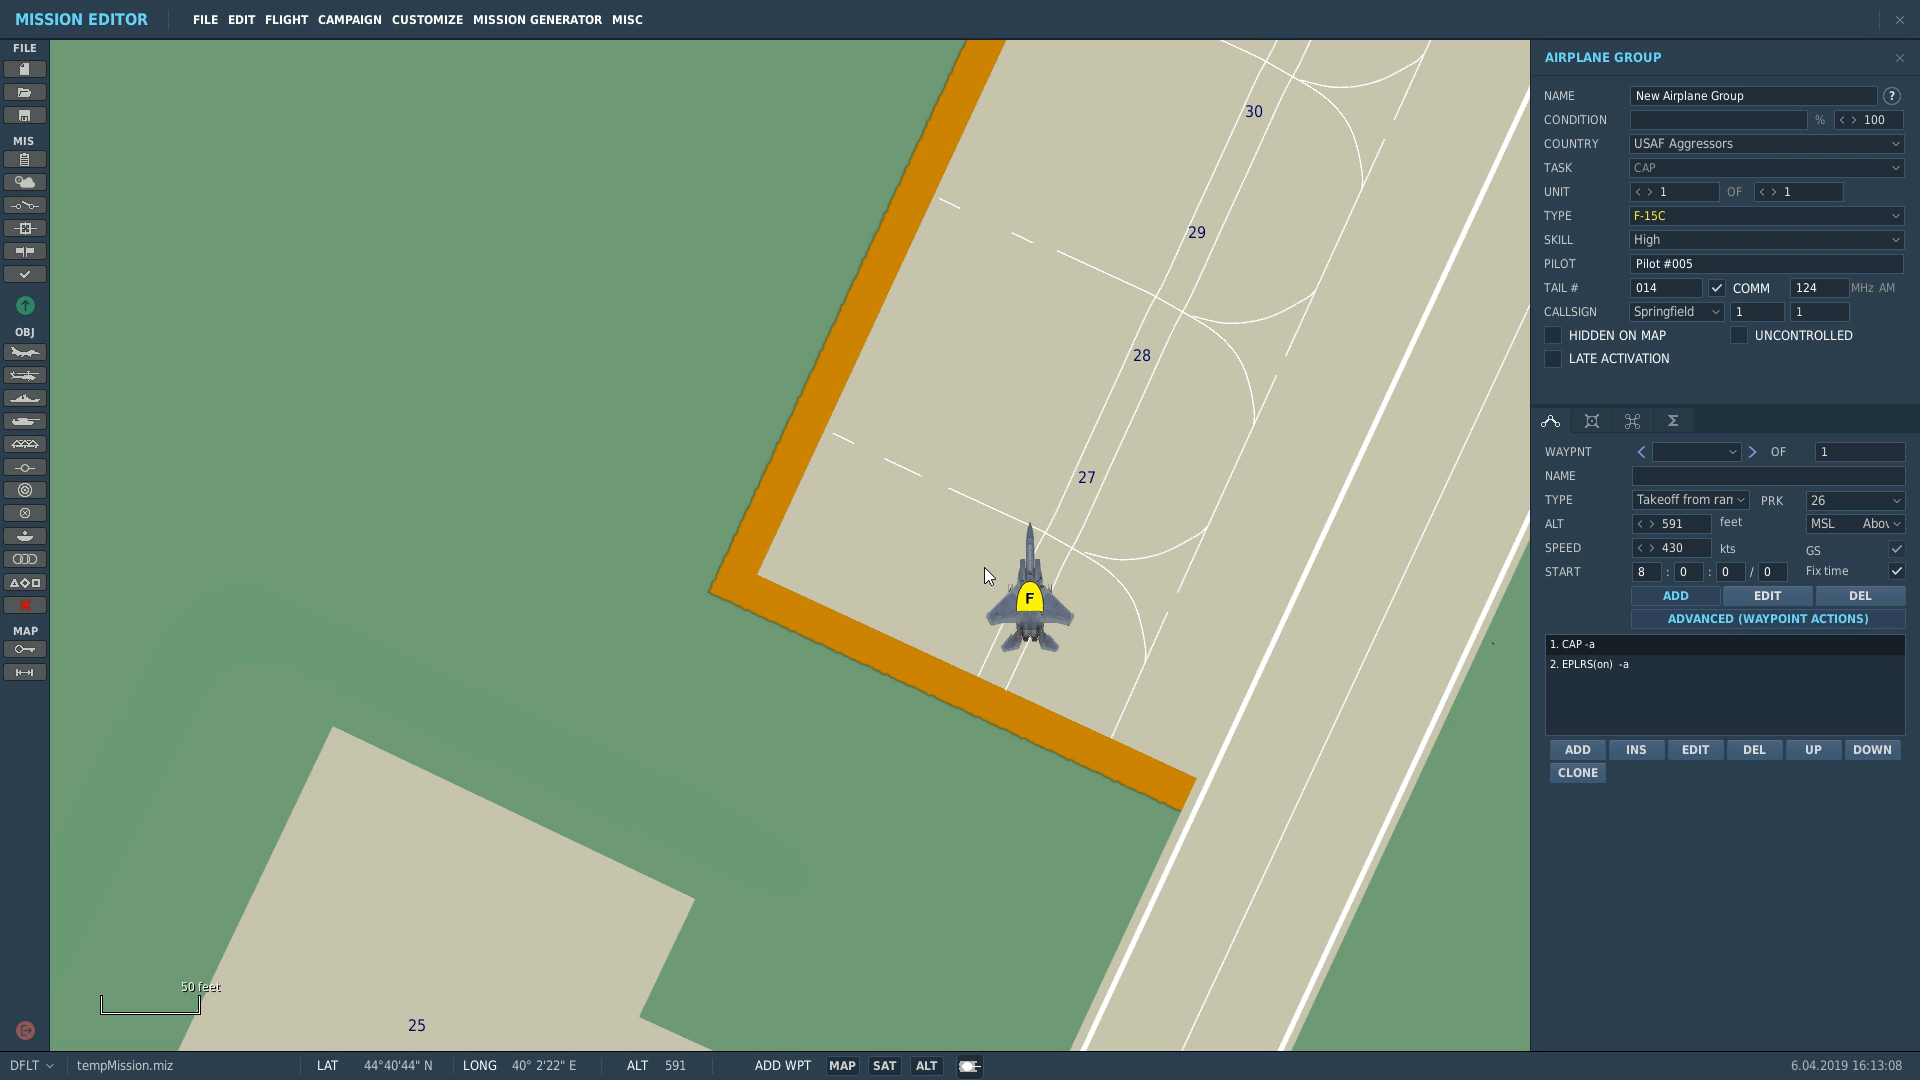 MISSION EDITOR
FILE EDIT FLIGHT CAMPAIGN CUSTOMIZE MISSION GENERATOR MISC
FILE
MIS
OBJ
MAP
30
29
28
27
F
25
50 feet
AIRPLANE GROUP
NAME New Airplane Group ?
CONDITION % < > 100
COUNTRY USAF Aggressors
TASK CAP
UNIT < > 1 OF < > 1
TYPE F-15C
SKILL High
PILOT Pilot #005
TAIL # 014 COMM 124 MHz AM
CALLSIGN Springfield 1 1
HIDDEN ON MAP UNCONTROLLED
LATE ACTIVATION
WAYPNT < > OF 1
NAME
TYPE Takeoff from ran PRK 26
ALT < > 591 feet MSL Abov
SPEED < > 430 kts GS
START 8 : 0 : 0 / 0 Fix time
ADD EDIT DEL
ADVANCED (WAYPOINT ACTIONS)
1. CAP -a
2. EPLRS(on) -a
ADD INS EDIT DEL UP DOWN
CLONE
DFLT tempMission.miz LAT 44°40'44" N LONG 40° 2'22" E ALT 591 ADD WPT MAP SAT ALT 6.04.2019 16:13:08